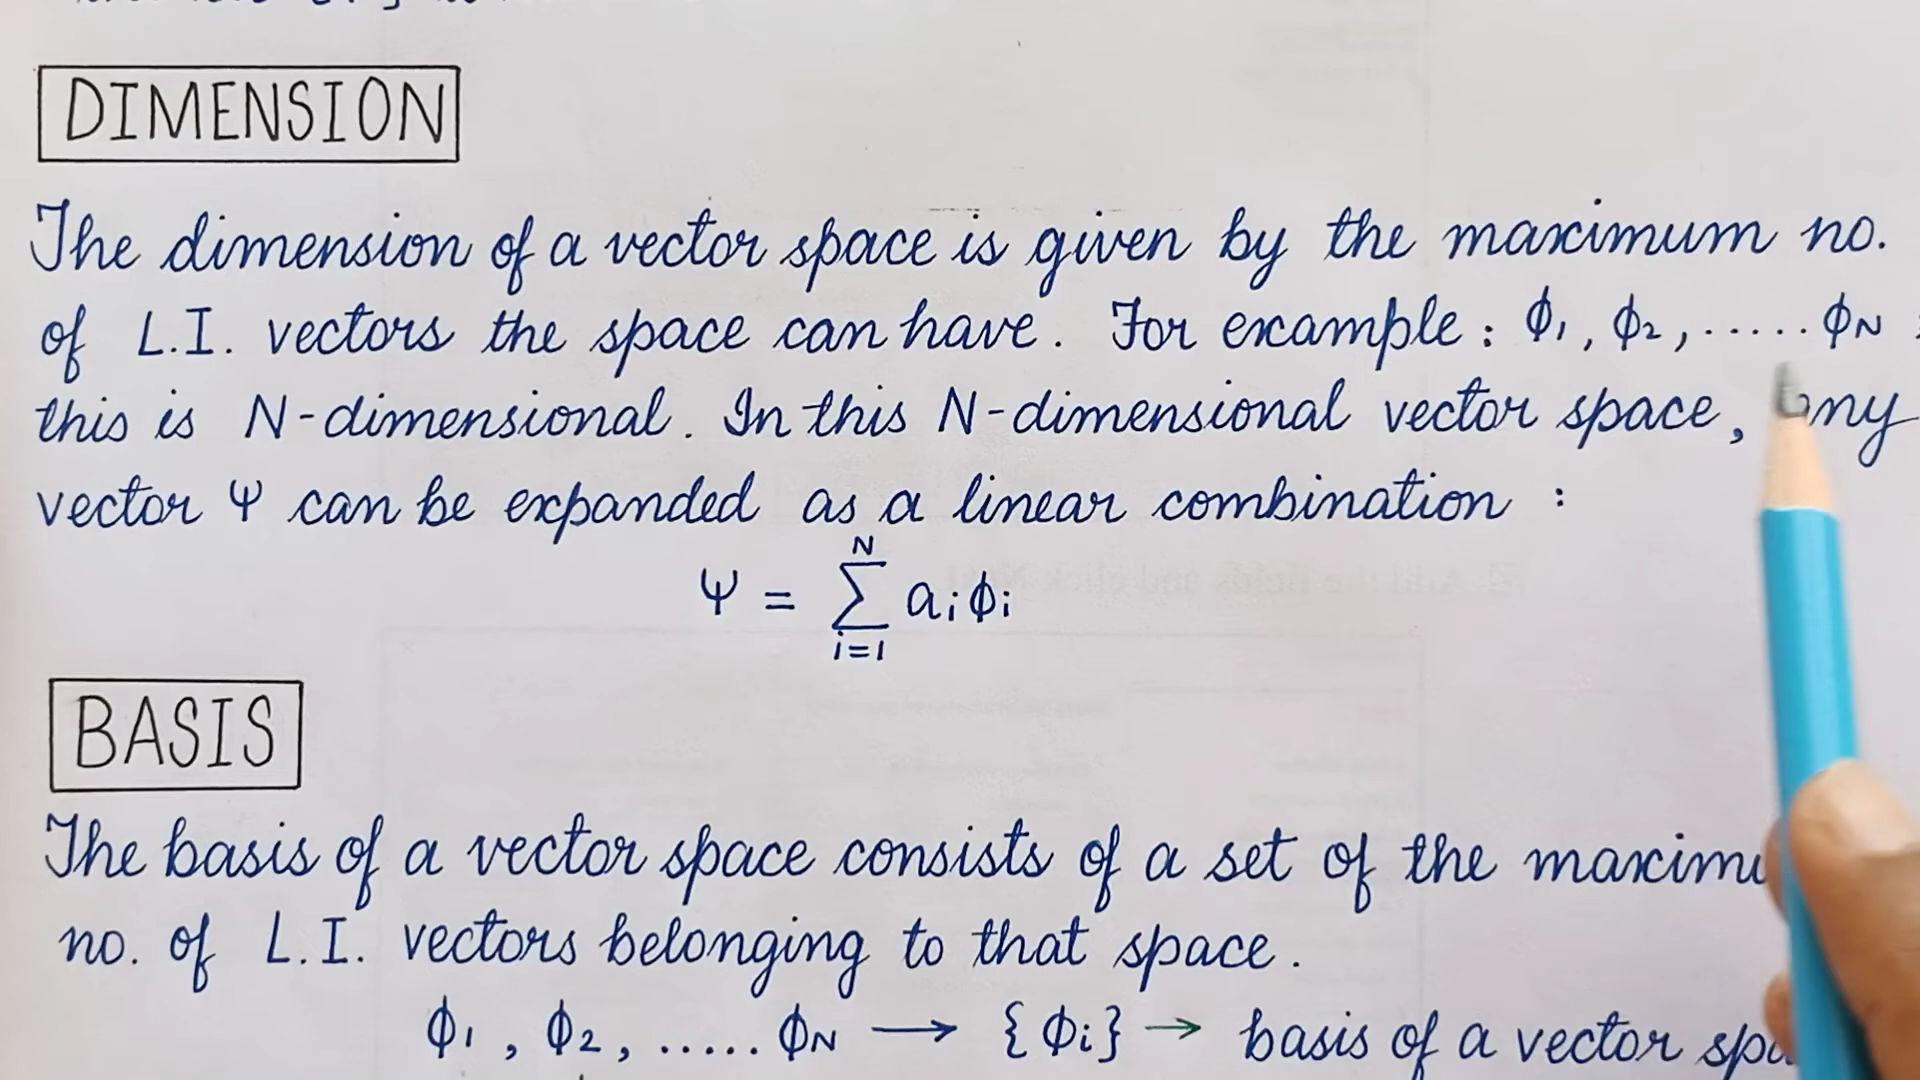 DIMENSION
The dimension of a vector space is given by the maximum no.
of L.I. vectors the space can have. For example: ϕ1, ϕ2, ..... ϕN
this is N-dimensional. In this N-dimensional vector space, any
vector Ψ can be expanded as a linear combination :
Ψ = Σ_{i=1}^{N} aiϕi
BASIS
The basis of a vector space consists of a set of the
no. of L.I. vectors belonging to that space.
ϕ1, ϕ2, ..... ϕN → {ϕi} → basis of a vector